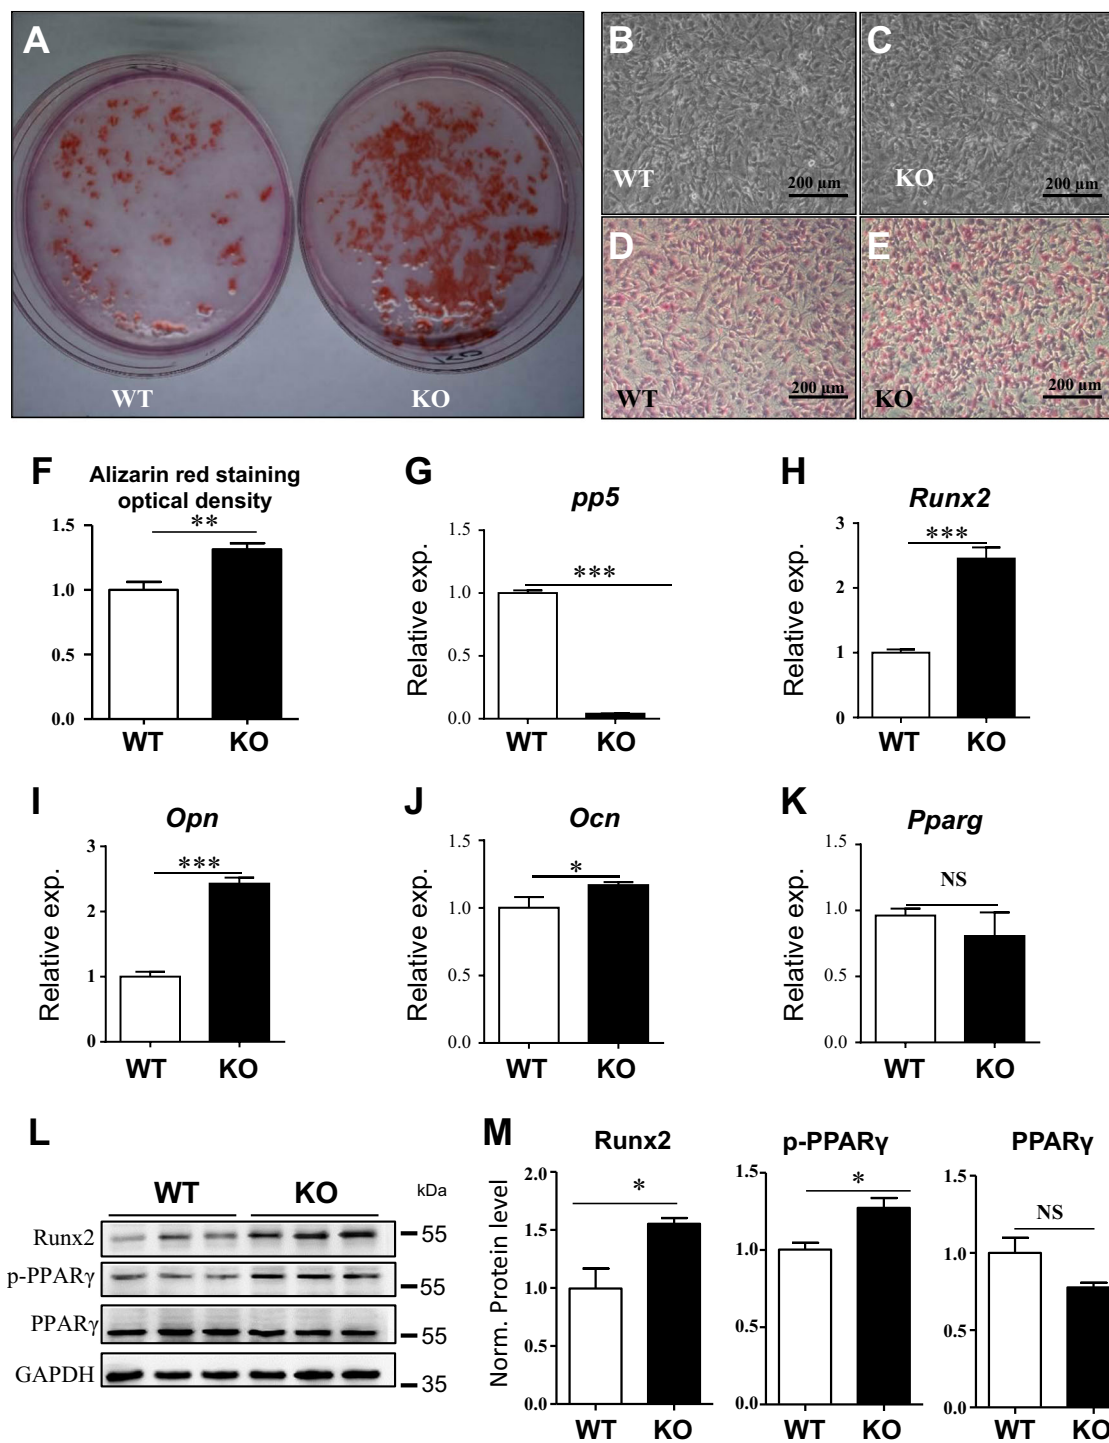 A
WT
KO
B
WT
200 µm
C
KO
200 µm
D
WT
200 µm
E
KO
200 µm
F
Alizarin red staining
optical density
**
1.5
1.0
0.5
0.0
WT KO
G
pp5
Relative exp.
***
1.5
1.0
0.5
0.0
WT KO
H
Runx2
Relative exp.
***
3
2
1
0
WT KO
I
Opn
Relative exp.
***
3
2
1
0
WT KO
J
Ocn
Relative exp.
*
1.5
1.0
0.5
0.0
WT KO
K
Pparg
Relative exp.
NS
1.5
1.0
0.5
0.0
WT KO
L
WT KO kDa
Runx2 55
p-PPARγ 55
PPARγ 55
GAPDH 35
M
Norm. Protein level
Runx2
*
2.0
1.5
1.0
0.5
0.0
WT KO
p-PPARγ
*
1.5
1.0
0.5
0.0
WT KO
PPARγ
NS
1.5
1.0
0.5
0.0
WT KO